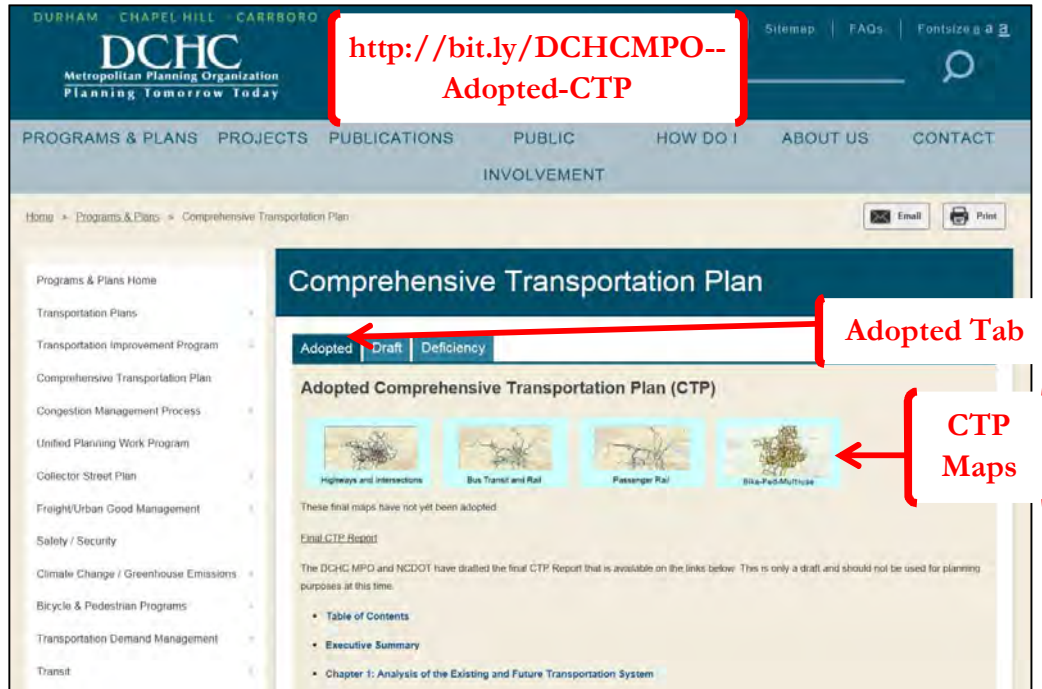 DURHAM CHAPEL HILL CARRBORO
DCHC
Metropolitan Planning Organization
Planning Tomorrow Today
http://bit.ly/DCHCMPO--
Adopted-CTP
Sitemap | FAQs | Fontsize a a a
PROGRAMS & PLANS PROJECTS PUBLICATIONS PUBLIC INVOLVEMENT HOW DO I ABOUT US CONTACT
Home » Programs & Plans » Comprehensive Transportation Plan
Email Print
Programs & Plans Home
Transportation Plans
Transportation Improvement Program
Comprehensive Transportation Plan
Congestion Management Process
Unified Planning Work Program
Collector Street Plan
Freight/Urban Good Management
Safety / Security
Climate Change / Greenhouse Emissions
Bicycle & Pedestrian Programs
Transportation Demand Management
Transit
Comprehensive Transportation Plan
Adopted Tab
Adopted Draft Deficiency
Adopted Comprehensive Transportation Plan (CTP)
CTP
Maps
Highways and Intersections Bus Transit and Rail Passenger Rail Bike-Ped-Multiuse
These final maps have not yet been adopted
Final CTP Report
The DCHC MPO and NCDOT have drafted the final CTP Report that is available on the links below. This is only a draft and should not be used for planning
purposes at this time.
• Table of Contents
• Executive Summary
• Chapter 1: Analysis of the Existing and Future Transportation System